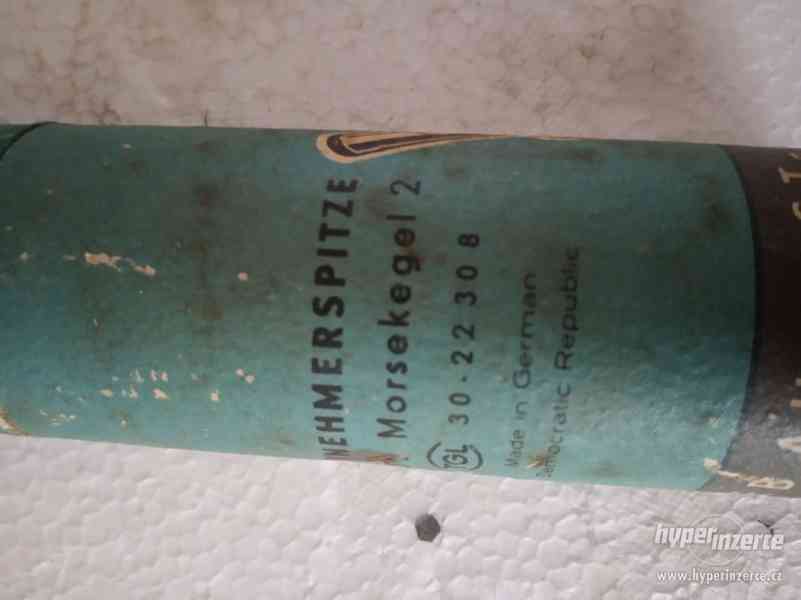 NEHMERSPITZE
Morsekegel 2
TGL 30-22 308
Made in German
Democratic Republic
hyperinzerce
www.hyperinzerce.cz